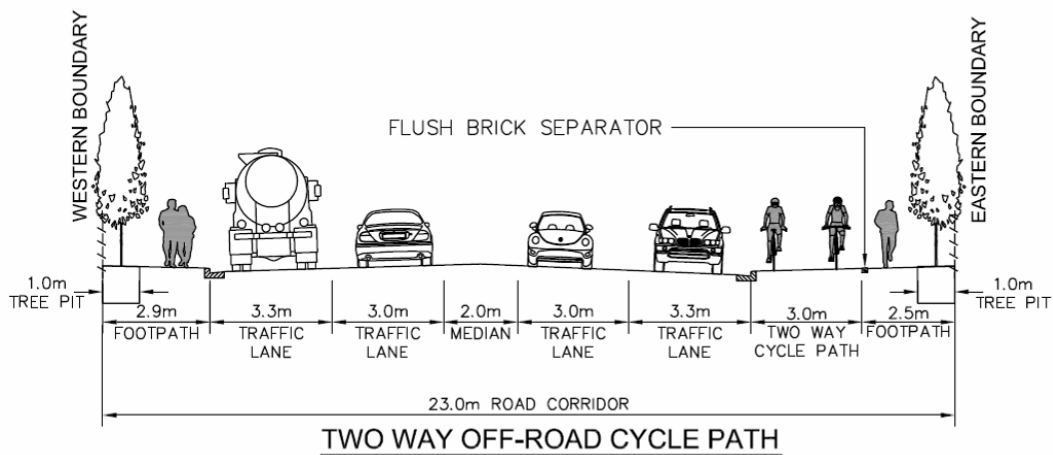 WESTERN BOUNDARY
EASTERN BOUNDARY
FLUSH BRICK SEPARATOR
1.0m
TREE PIT
2.9m
FOOTPATH
3.3m
TRAFFIC
LANE
3.0m
TRAFFIC
LANE
2.0m
MEDIAN
3.0m
TRAFFIC
LANE
3.3m
TRAFFIC
LANE
3.0m
TWO WAY
CYCLE PATH
2.5m
FOOTPATH
1.0m
TREE PIT
23.0m ROAD CORRIDOR
TWO WAY OFF-ROAD CYCLE PATH